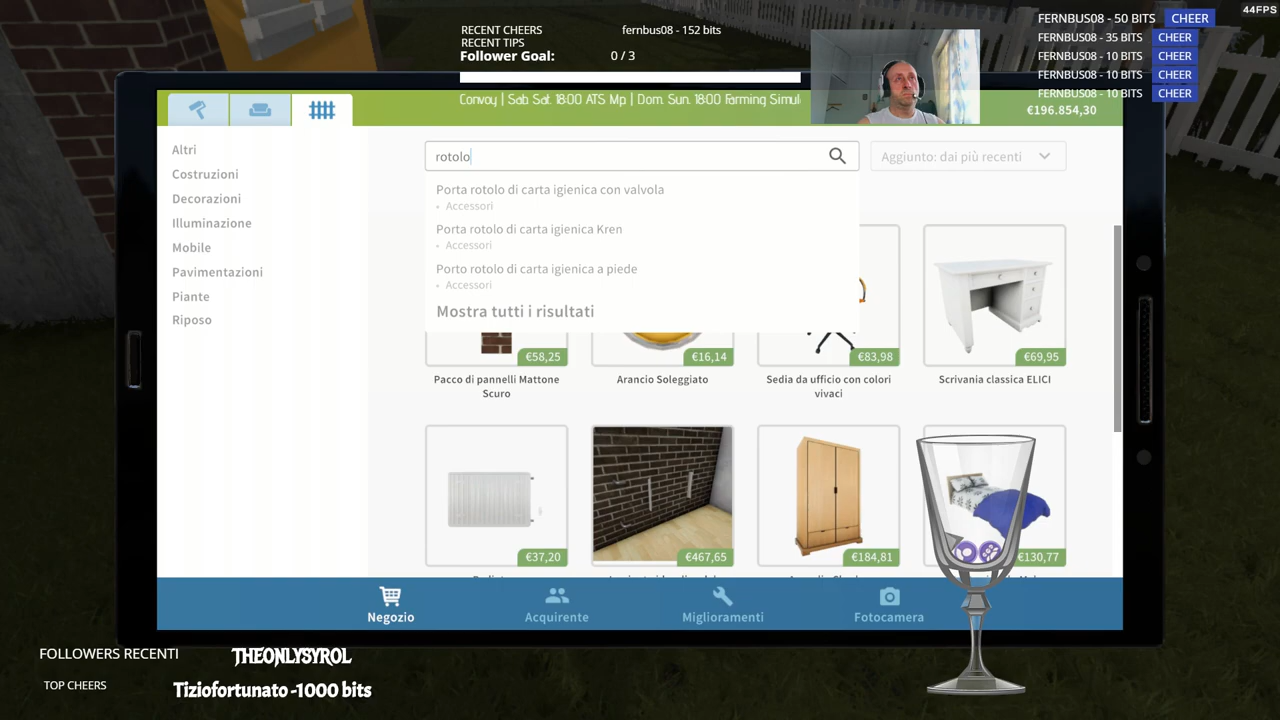 44FPS
RECENT CHEERS fernbus08 - 152 bits
RECENT TIPS
Follower Goal: 0 / 3
FERNBUS08 - 50 BITS CHEER
FERNBUS08 - 35 BITS CHEER
FERNBUS08 - 10 BITS CHEER
FERNBUS08 - 10 BITS CHEER
FERNBUS08 - 10 BITS CHEER
Convoy | Sab. Sat. 18:00 ATS Mp. | Dom. Sun. 18:00 Farming Simul
€196.854,30
Altri
Costruzioni
Decorazioni
Illuminazione
Mobile
Pavimentazioni
Piante
Riposo
rotolo
Aggiunto: dai più recenti
Porta rotolo di carta igienica con valvola
• Accessori
Porta rotolo di carta igienica Kren
• Accessori
Porto rotolo di carta igienica a piede
• Accessori
Mostra tutti i risultati
€58,25
€16,14
€83,98
€69,95
Pacco di pannelli Mattone
Scuro
Arancio Soleggiato
Sedia da ufficio con colori
vivaci
Scrivania classica ELICI
€37,20
€467,65
€184,81
€130,77
Negozio
Acquirente
Miglioramenti
Fotocamera
FOLLOWERS RECENTI THEONLYSYROL
TOP CHEERS Tiziofortunato -1000 bits